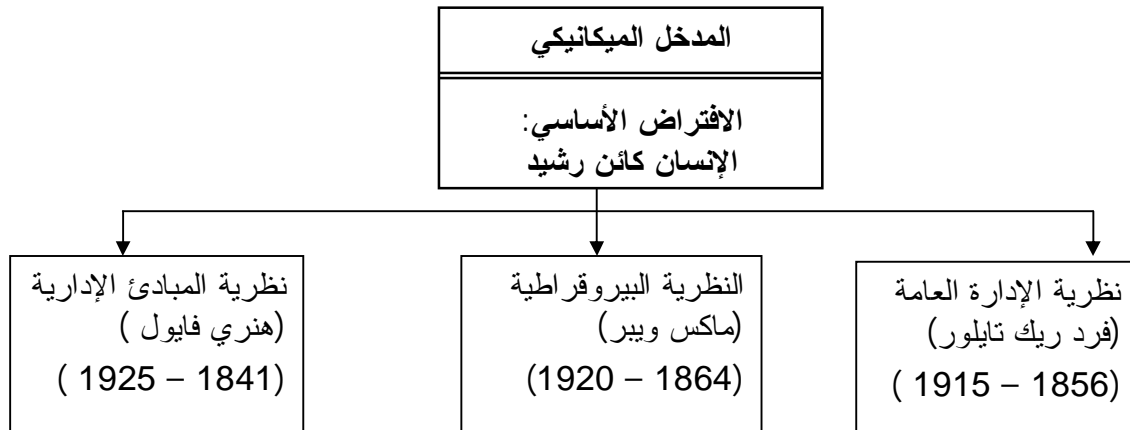 المدخل الميكانيكي
الافتراض الأساسي:
الإنسان كائن رشيد
نظرية الإدارة العامة
(فرد ريك تايلور)
(1856 – 1915 )
النظرية البيروقراطية
(ماكس ويبر)
(1864 – 1920)
نظرية المبادئ الإدارية
(هنري فايول )
(1841 – 1925 )